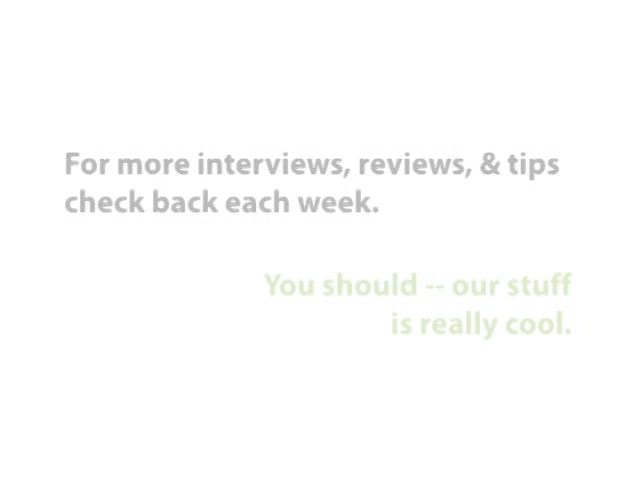 For more interviews, reviews, & tips
check back each week.
You should -- our stuff
is really cool.